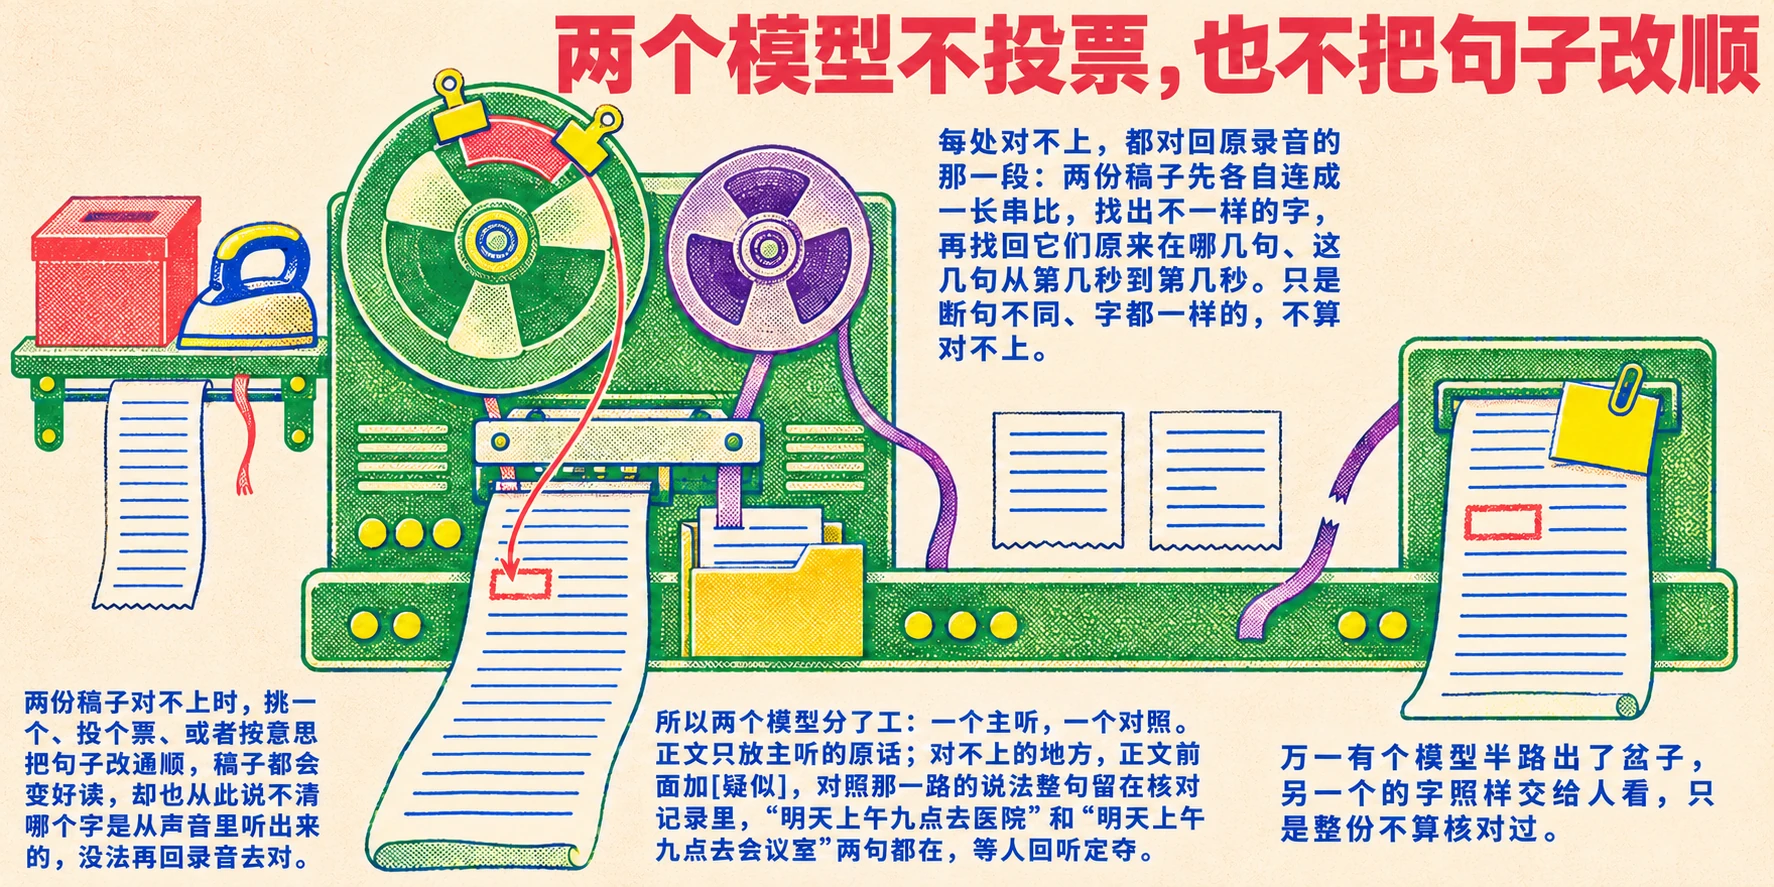 两个模型不投票，也不把句子改顺
每处对不上，都对回原录音的
那一段：两份稿子先各自连成
一长串比，找出不一样的字，
再找回它们原来在哪几句、这
几句从第几秒到第几秒。只是
断句不同、字都一样的，不算
对不上。
两份稿子对不上时，挑一
个、投个票、或者按意思
把句子改通顺，稿子都会
变好读，却也从此说不清
哪个字是从声音里听出来
的，没法再回录音去对。
所以两个模型分了工：一个主听，一个对照。
正文只放主听的原话；对不上的地方，正文前
面加[疑似]，对照那一路的说法整句留在核对
记录里，“明天上午九点去医院”和“明天上午
九点去会议室”两句都在，等人回听定夺。
万一有个模型半路出了岔子，
另一个的字照样交给人看，只
是整份不算核对过。